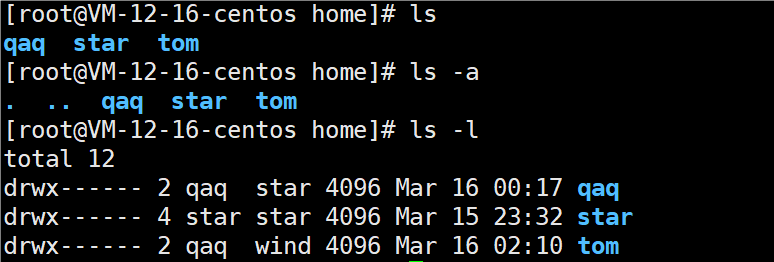 [root@VM-12-16-centos home]# ls
qaq  star  tom
[root@VM-12-16-centos home]# ls -a
.  ..  qaq  star  tom
[root@VM-12-16-centos home]# ls -l
total 12
drwx------ 2 qaq  star 4096 Mar 16 00:17 qaq
drwx------ 4 star star 4096 Mar 15 23:32 star
drwx------ 2 qaq  wind 4096 Mar 16 02:10 tom